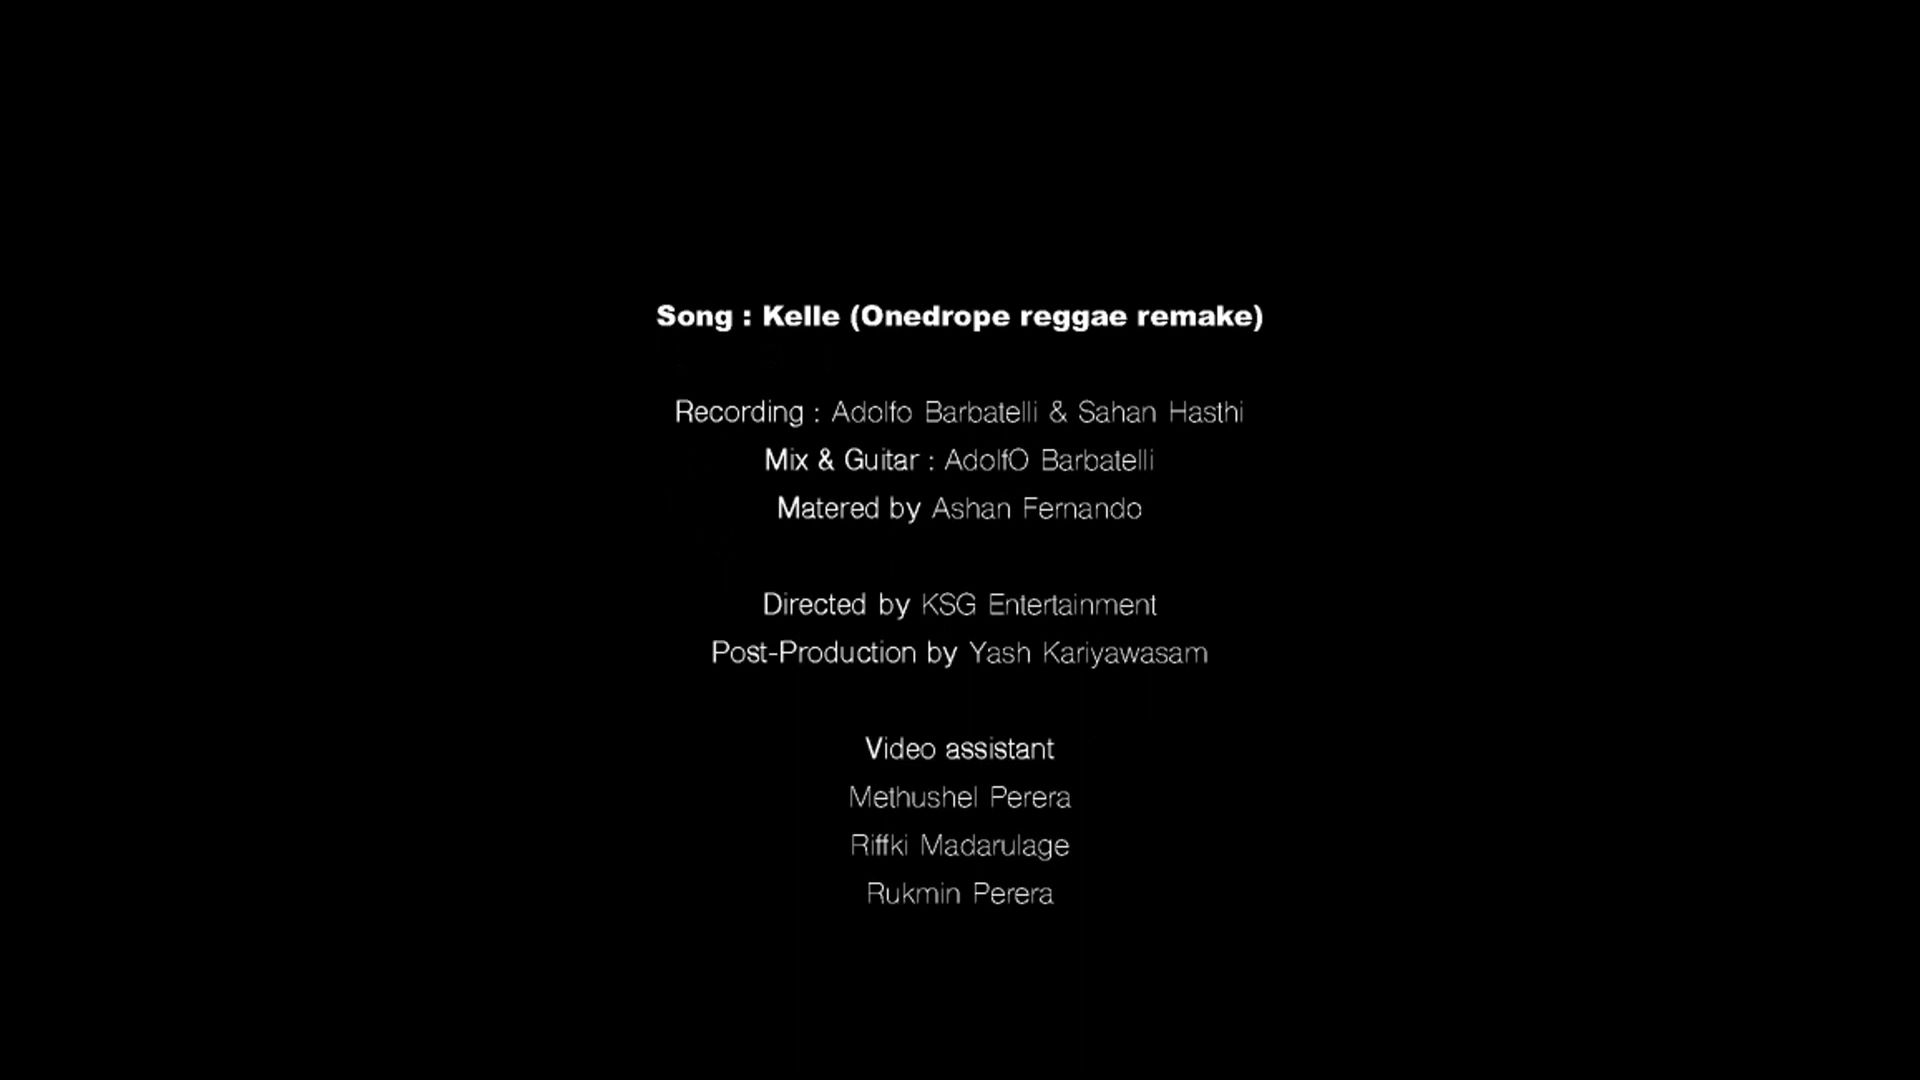 Song : Kelle (Onedrope reggae remake)
Recording : Adolfo Barbatelli & Sahan Hasthi
Mix & Guitar : AdolfO Barbatelli
Matered by Ashan Fernando
Directed by KSG Entertainment
Post-Production by Yash Kariyawasam
Video assistant
Methushel Perera
Riffki Madarulage
Rukmin Perera